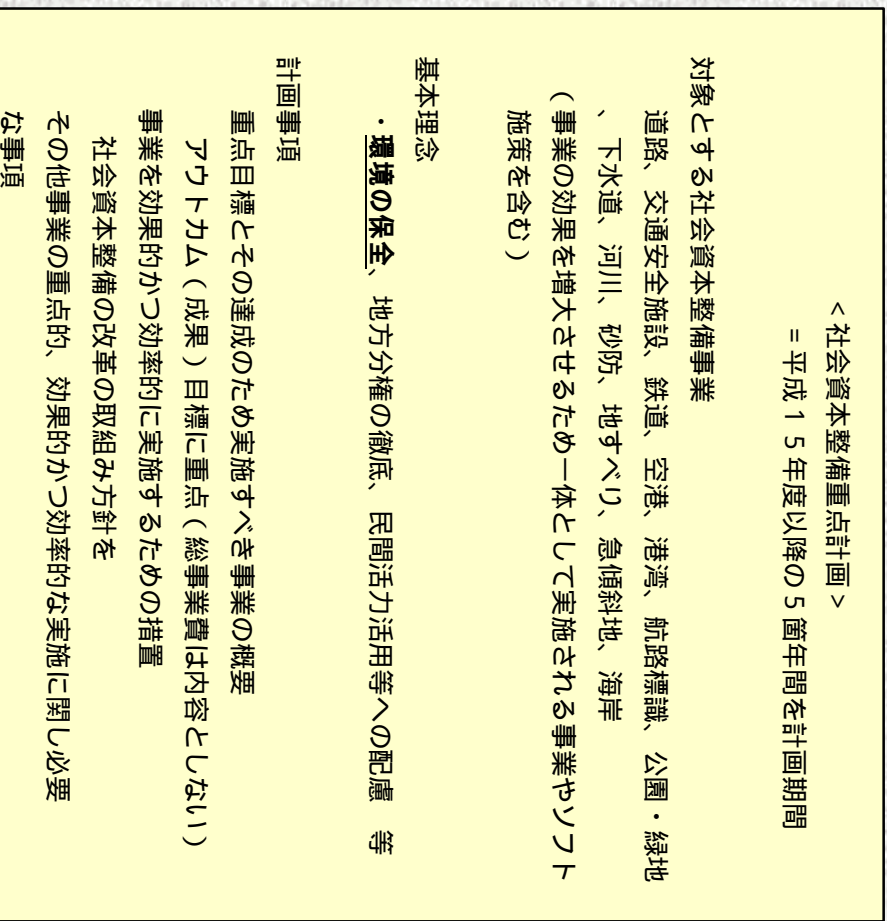 ＜社会資本整備重点計画＞
＝平成１５年度以降の５箇年間を計画期間
対象とする社会資本整備事業
道路、交通安全施設、鉄道、空港、港湾、航路標識、公園・緑地
、下水道、河川、砂防、地すべり、急傾斜地、海岸
（事業の効果を増大させるため一体として実施される事業やソフト
施策を含む）
基本理念
・環境の保全、地方分権の徹底、民間活力活用等への配慮　等
計画事項
重点目標とその達成のため実施すべき事業の概要
アウトカム（成果）目標に重点（総事業費は内容としない）
事業を効果的かつ効率的に実施するための措置
社会資本整備の改革の取組み方針を
その他事業の重点的、効果的かつ効率的な実施に関し必要
な事項